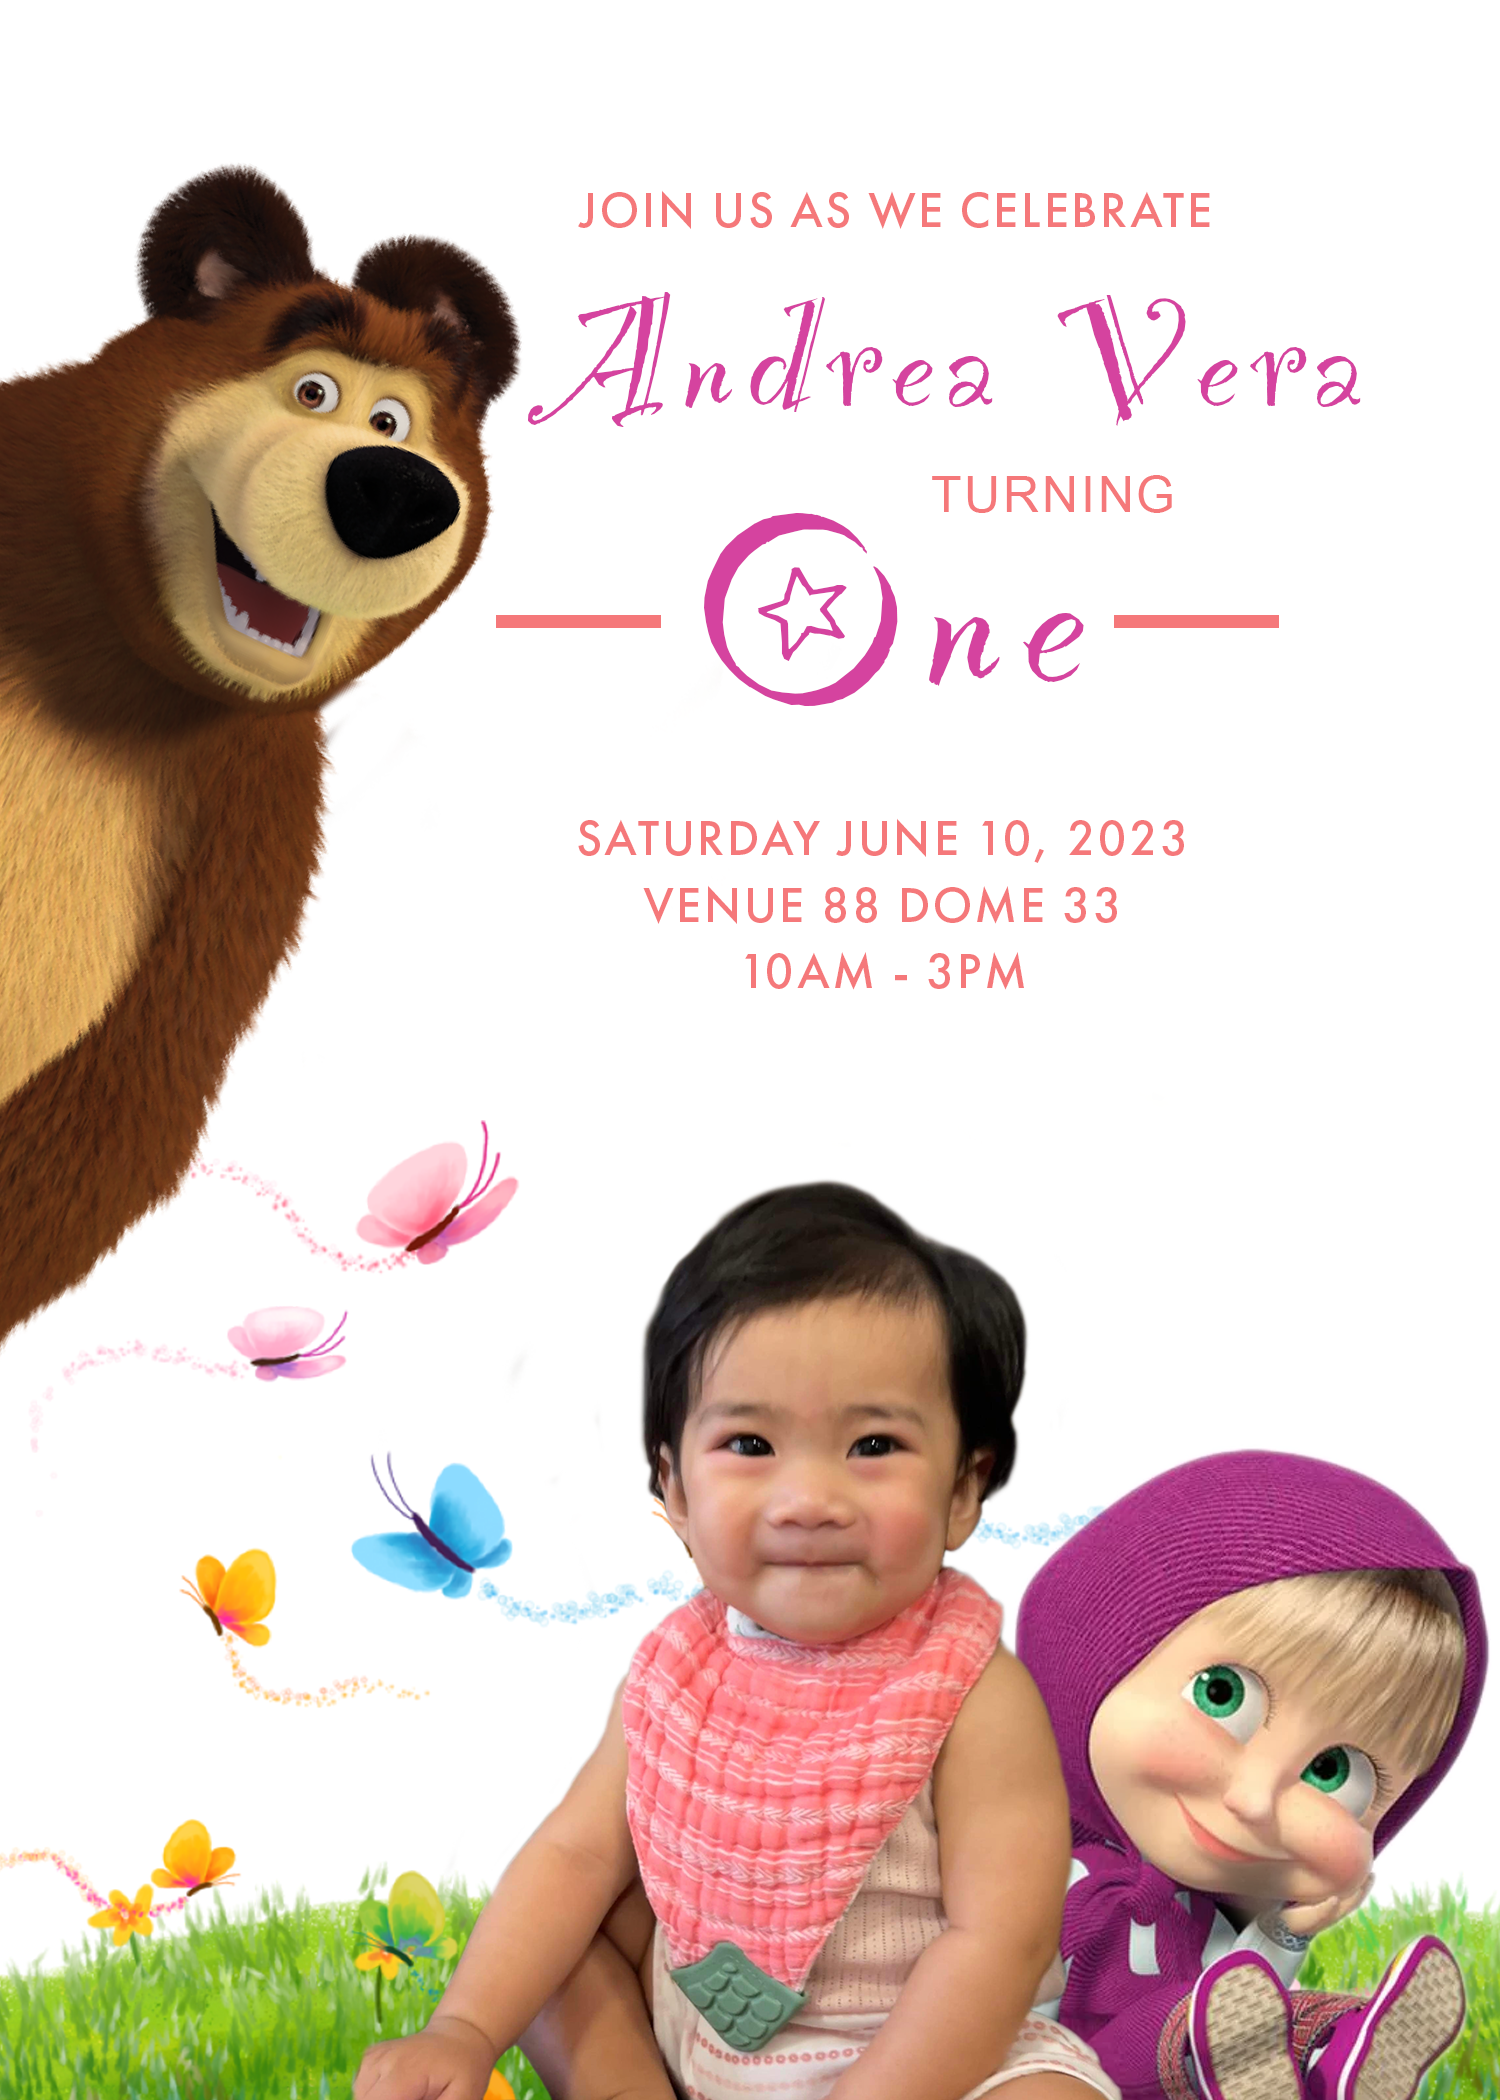 JOIN US AS WE CELEBRATE
Andrea Vera
TURNING
One
SATURDAY JUNE 10, 2023
VENUE 88 DOME 33
10AM - 3PM